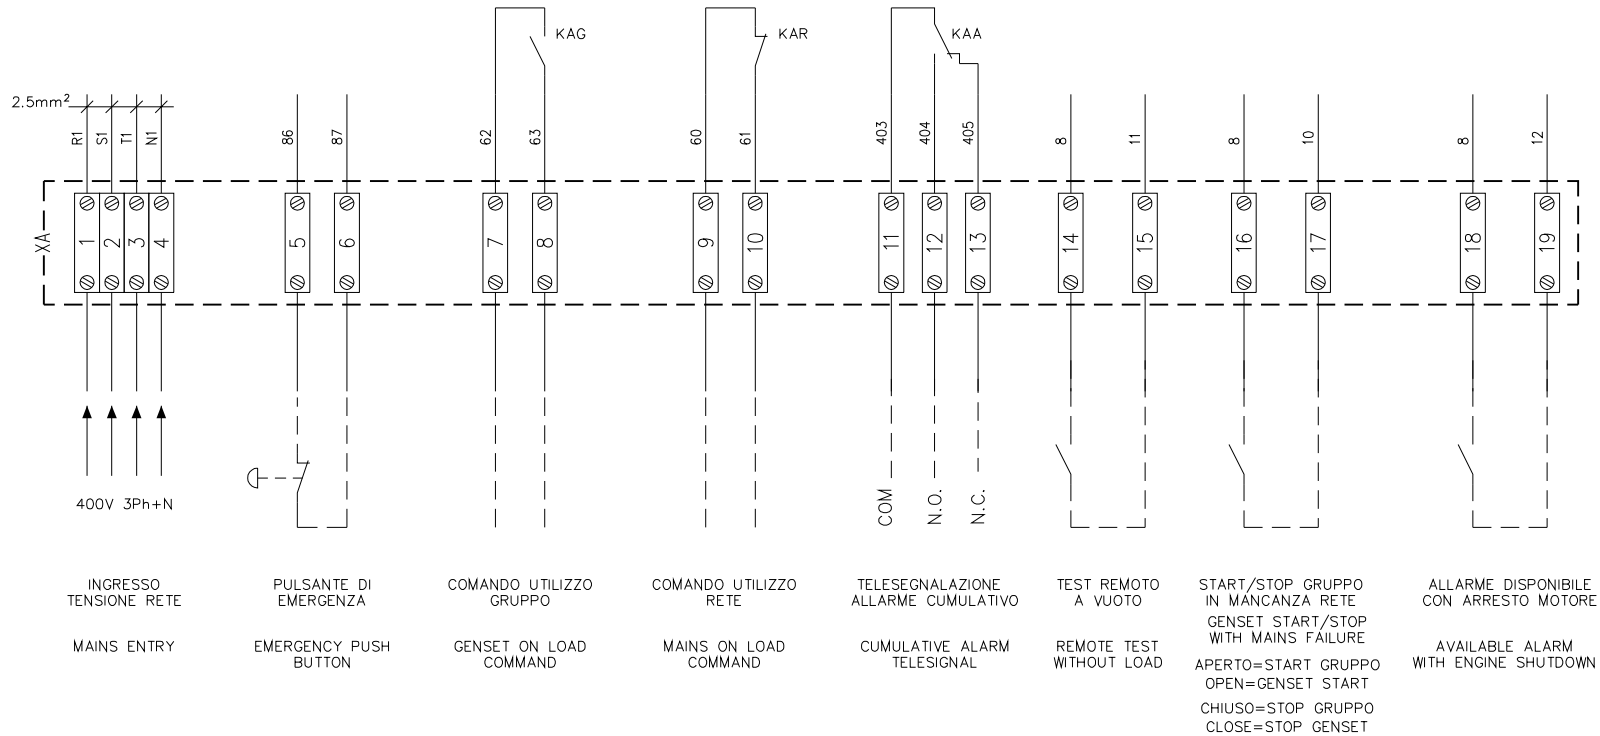 KAG
KAR
KAA
2.5mm²
R1
S1
T1
N1
86
87
62
63
60
61
403
404
405
8
11
8
10
8
12
XA
1
2
3
4
5
6
7
8
9
10
11
12
13
14
15
16
17
18
19
400V 3Ph+N
COM
N.O.
N.C.
INGRESSO
TENSIONE RETE
MAINS ENTRY
PULSANTE DI
EMERGENZA
EMERGENCY PUSH
BUTTON
COMANDO UTILIZZO
GRUPPO
GENSET ON LOAD
COMMAND
COMANDO UTILIZZO
RETE
MAINS ON LOAD
COMMAND
TELESEGNALAZIONE
ALLARME CUMULATIVO
CUMULATIVE ALARM
TELESIGNAL
TEST REMOTO
A VUOTO
REMOTE TEST
WITHOUT LOAD
START/STOP GRUPPO
IN MANCANZA RETE
GENSET START/STOP
WITH MAINS FAILURE
APERTO=START GRUPPO
OPEN=GENSET START
CHIUSO=STOP GRUPPO
CLOSE=STOP GENSET
ALLARME DISPONIBILE
CON ARRESTO MOTORE
AVAILABLE ALARM
WITH ENGINE SHUTDOWN